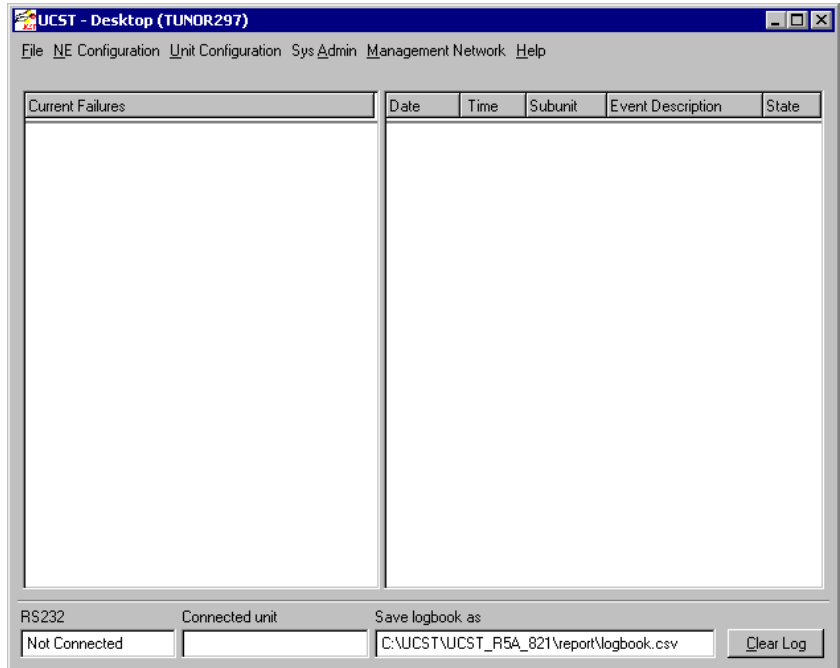 UCST - Desktop (TUNOR297)
File NE Configuration Unit Configuration Sys Admin Management Network Help
Current Failures Date Time Subunit Event Description State
RS232 Connected unit Save logbook as
Not Connected C:\UCST\UCST_R5A_821\report\logbook.csv Clear Log